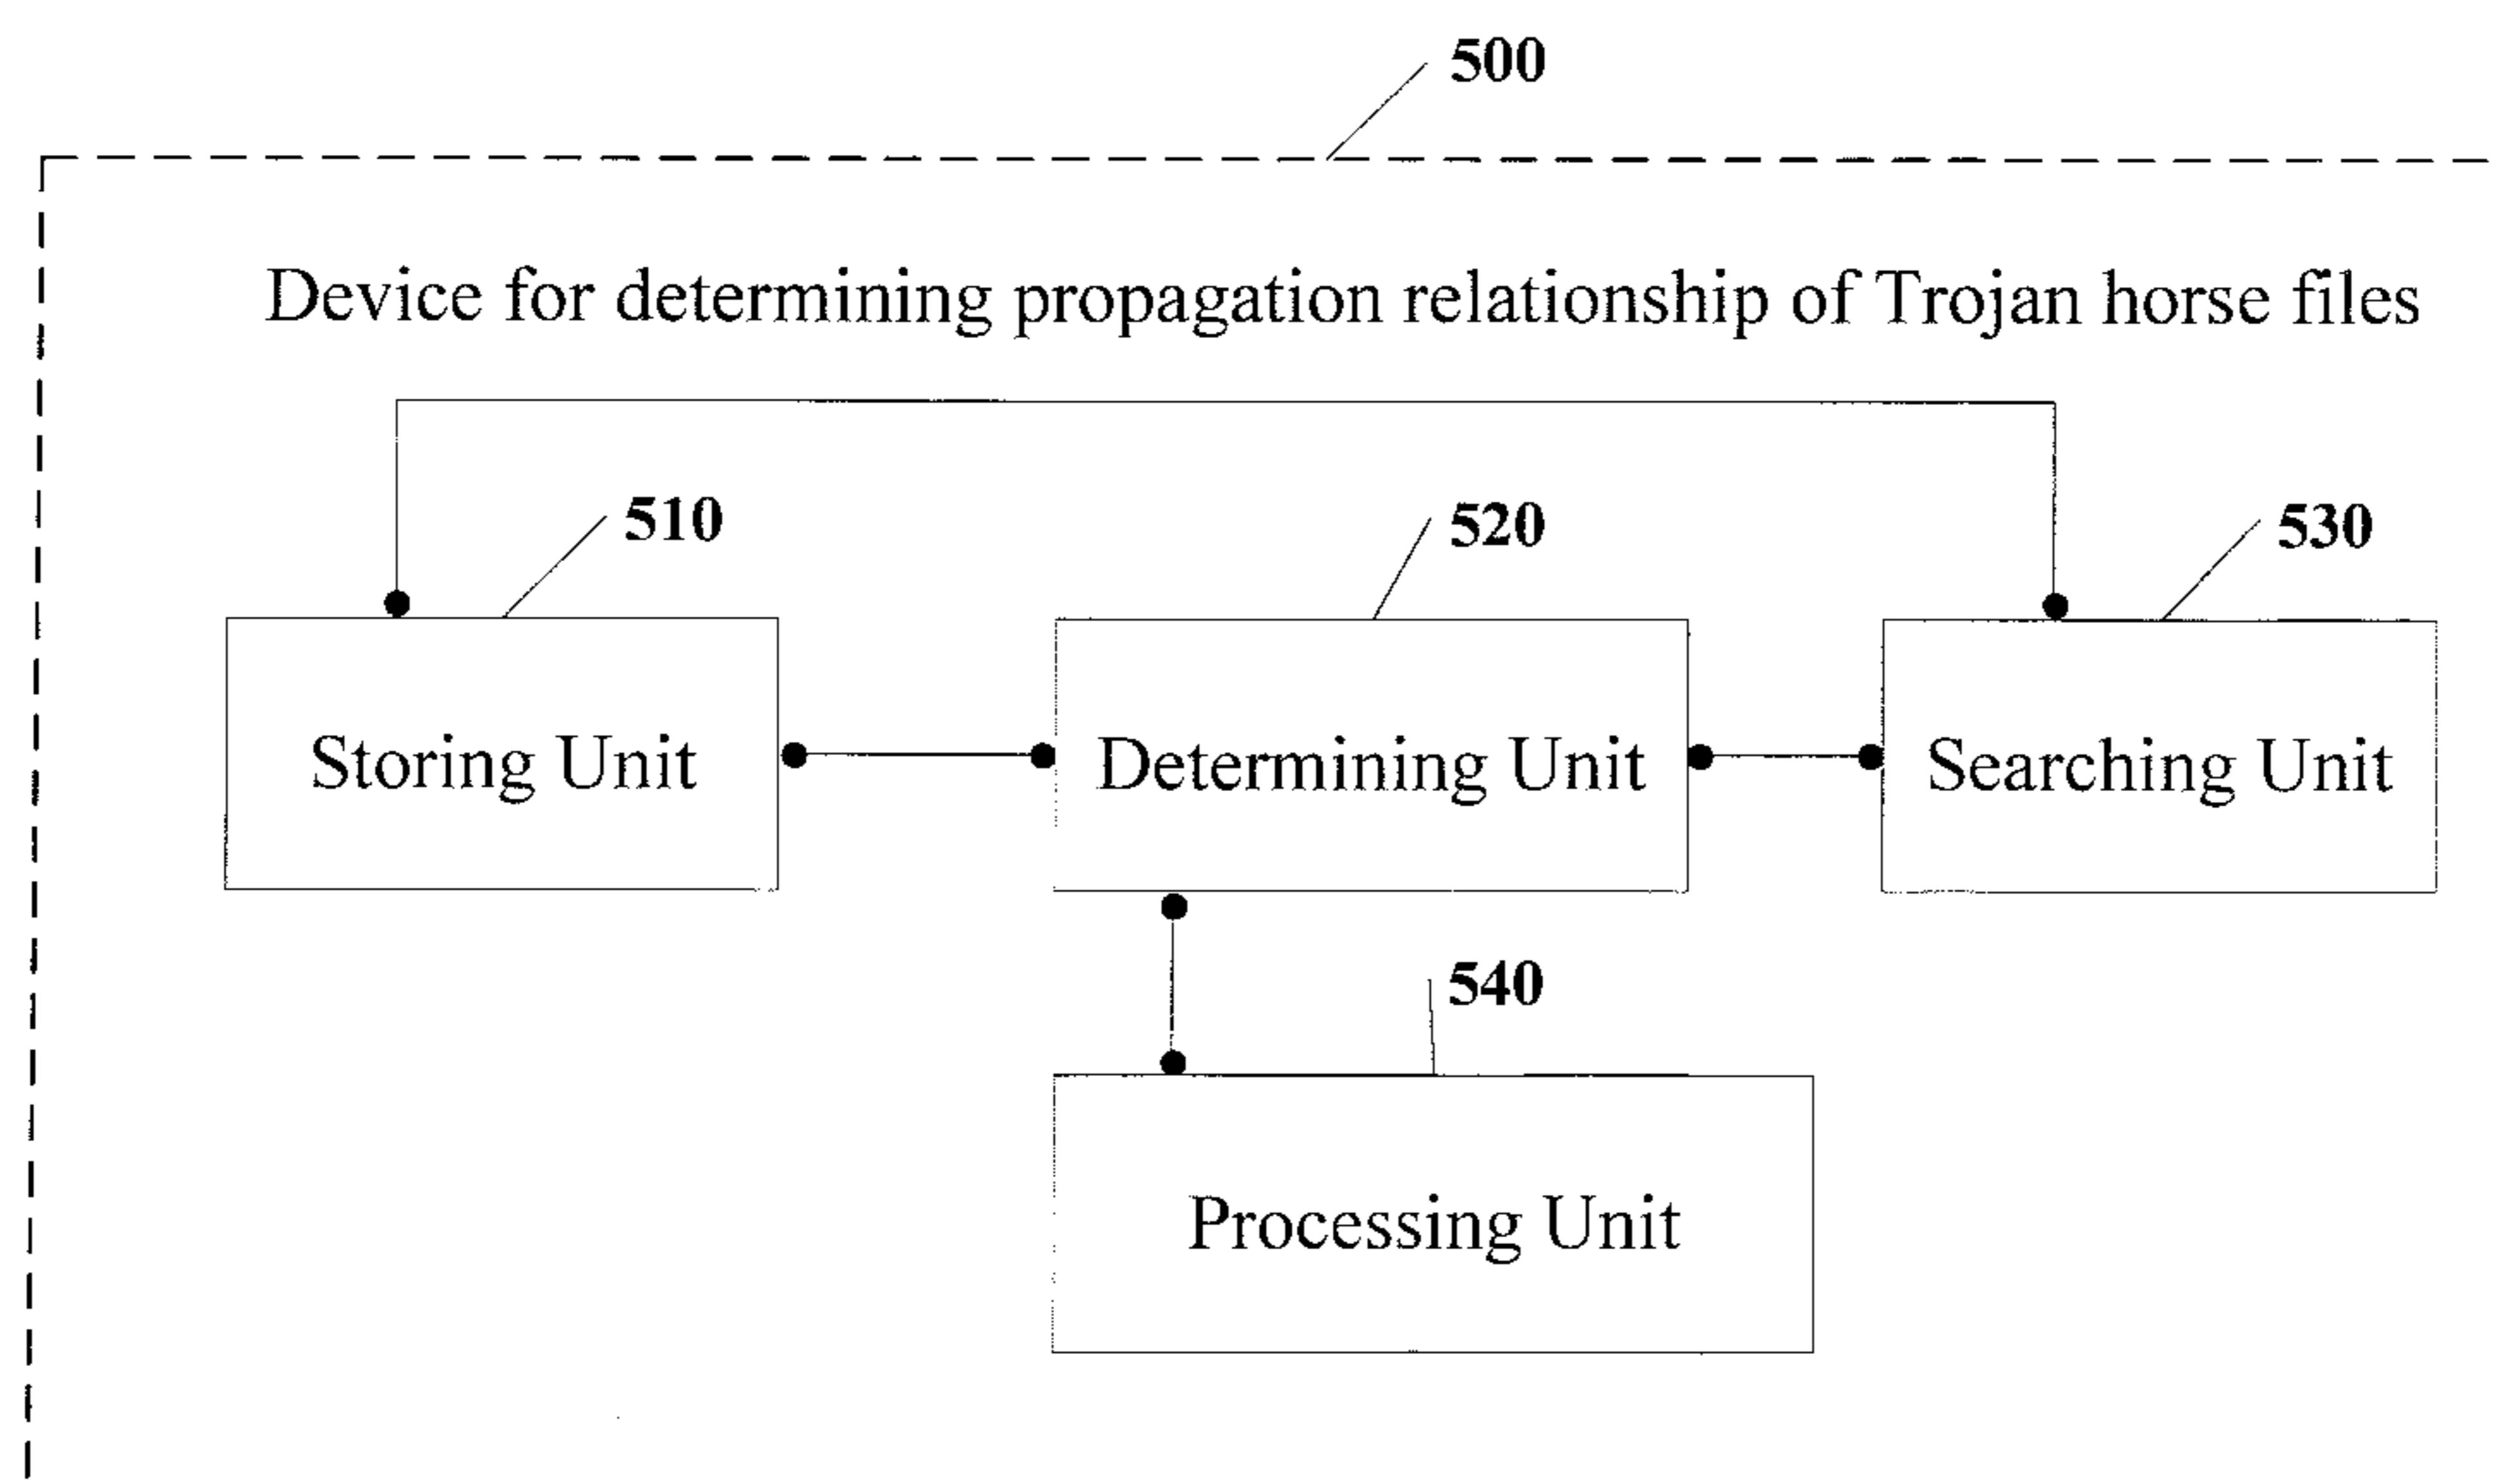 500
Device for determining propagation relationship of Trojan horse files
510
520
530
Storing Unit
Determining Unit
Searching Unit
540
Processing Unit